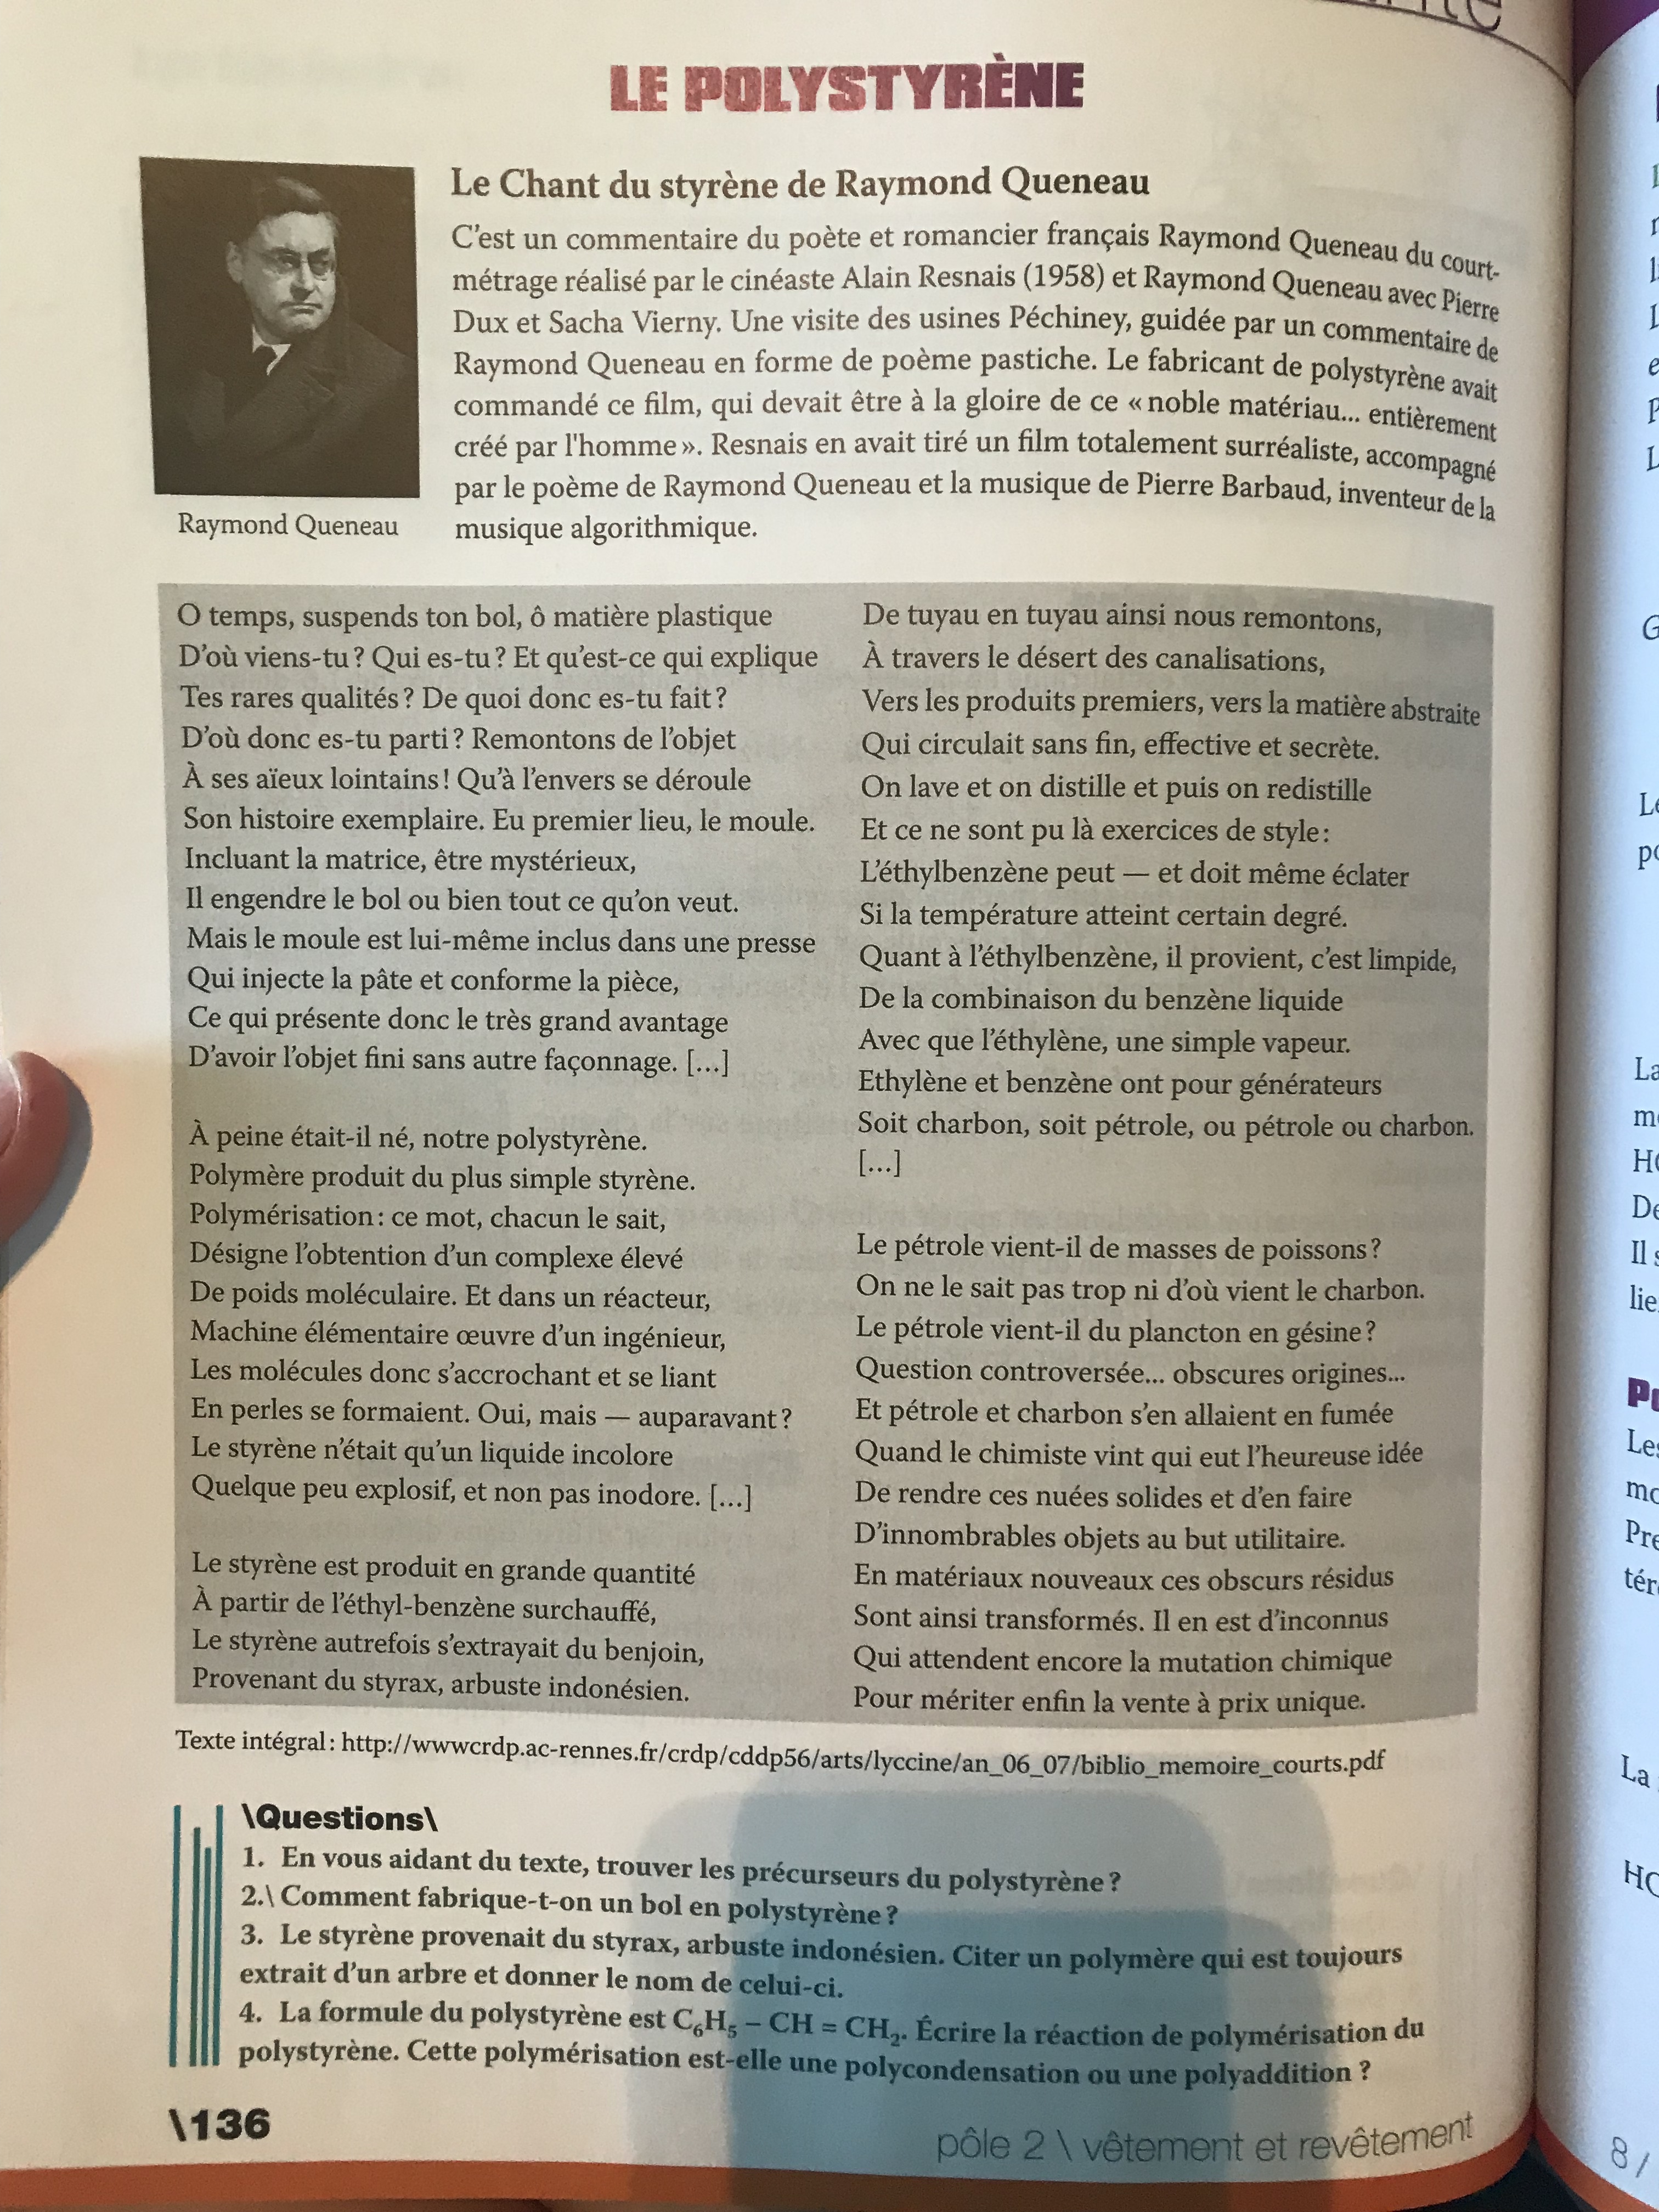 LE POLYSTYRÈNE
Le Chant du styrène de Raymond Queneau
C'est un commentaire du poète et romancier français Raymond Queneau du court-
métrage réalisé par le cinéaste Alain Resnais (1958) et Raymond Queneau avec Pierre
Dux et Sacha Vierny. Une visite des usines Péchiney, guidée par un commentaire de
Raymond Queneau en forme de poème pastiche. Le fabricant de polystyrène avait
commandé ce film, qui devait être à la gloire de ce « noble matériau... entièrement
créé par l'homme ». Resnais en avait tiré un film totalement surréaliste, accompagné
par le poème de Raymond Queneau et la musique de Pierre Barbaud, inventeur de la
musique algorithmique.
Raymond Queneau
O temps, suspends ton bol, ô matière plastique
D'où viens-tu ? Qui es-tu ? Et qu'est-ce qui explique
Tes rares qualités ? De quoi donc es-tu fait ?
D'où donc es-tu parti ? Remontons de l'objet
À ses aïeux lointains ! Qu'à l'envers se déroule
Son histoire exemplaire. Eu premier lieu, le moule.
Incluant la matrice, être mystérieux,
Il engendre le bol ou bien tout ce qu'on veut.
Mais le moule est lui-même inclus dans une presse
Qui injecte la pâte et conforme la pièce,
Ce qui présente donc le très grand avantage
D'avoir l'objet fini sans autre façonnage. [...]
À peine était-il né, notre polystyrène.
Polymère produit du plus simple styrène.
Polymérisation : ce mot, chacun le sait,
Désigne l'obtention d'un complexe élevé
De poids moléculaire. Et dans un réacteur,
Machine élémentaire œuvre d'un ingénieur,
Les molécules donc s'accrochant et se liant
En perles se formaient. Oui, mais — auparavant ?
Le styrène n'était qu'un liquide incolore
Quelque peu explosif, et non pas inodore. [...]
Le styrène est produit en grande quantité
À partir de l'éthyl-benzène surchauffé,
Le styrène autrefois s'extrayait du benjoin,
Provenant du styrax, arbuste indonésien.
De tuyau en tuyau ainsi nous remontons,
À travers le désert des canalisations,
Vers les produits premiers, vers la matière abstraite
Qui circulait sans fin, effective et secrète.
On lave et on distille et puis on redistille
Et ce ne sont pu là exercices de style :
L'éthylbenzène peut — et doit même éclater
Si la température atteint certain degré.
Quant à l'éthylbenzène, il provient, c'est limpide,
De la combinaison du benzène liquide
Avec que l'éthylène, une simple vapeur.
Ethylène et benzène ont pour générateurs
Soit charbon, soit pétrole, ou pétrole ou charbon.
[...]
Le pétrole vient-il de masses de poissons ?
On ne le sait pas trop ni d'où vient le charbon.
Le pétrole vient-il du plancton en gésine ?
Question controversée... obscures origines...
Et pétrole et charbon s'en allaient en fumée
Quand le chimiste vint qui eut l'heureuse idée
De rendre ces nuées solides et d'en faire
D'innombrables objets au but utilitaire.
En matériaux nouveaux ces obscurs résidus
Sont ainsi transformés. Il en est d'inconnus
Qui attendent encore la mutation chimique
Pour mériter enfin la vente à prix unique.
Texte intégral : http://wwwcrdp.ac-rennes.fr/crdp/cddp56/arts/lyccine/an_06_07/biblio_memoire_courts.pdf
\Questions\
1. En vous aidant du texte, trouver les précurseurs du polystyrène ?
2.\ Comment fabrique-t-on un bol en polystyrène ?
3. Le styrène provenait du styrax, arbuste indonésien. Citer un polymère qui est toujours
extrait d'un arbre et donner le nom de celui-ci.
4. La formule du polystyrène est C₆H₅ – CH = CH₂. Écrire la réaction de polymérisation du
polystyrène. Cette polymérisation est-elle une polycondensation ou une polyaddition ?
\136
pôle 2 \ vêtement et revêtement